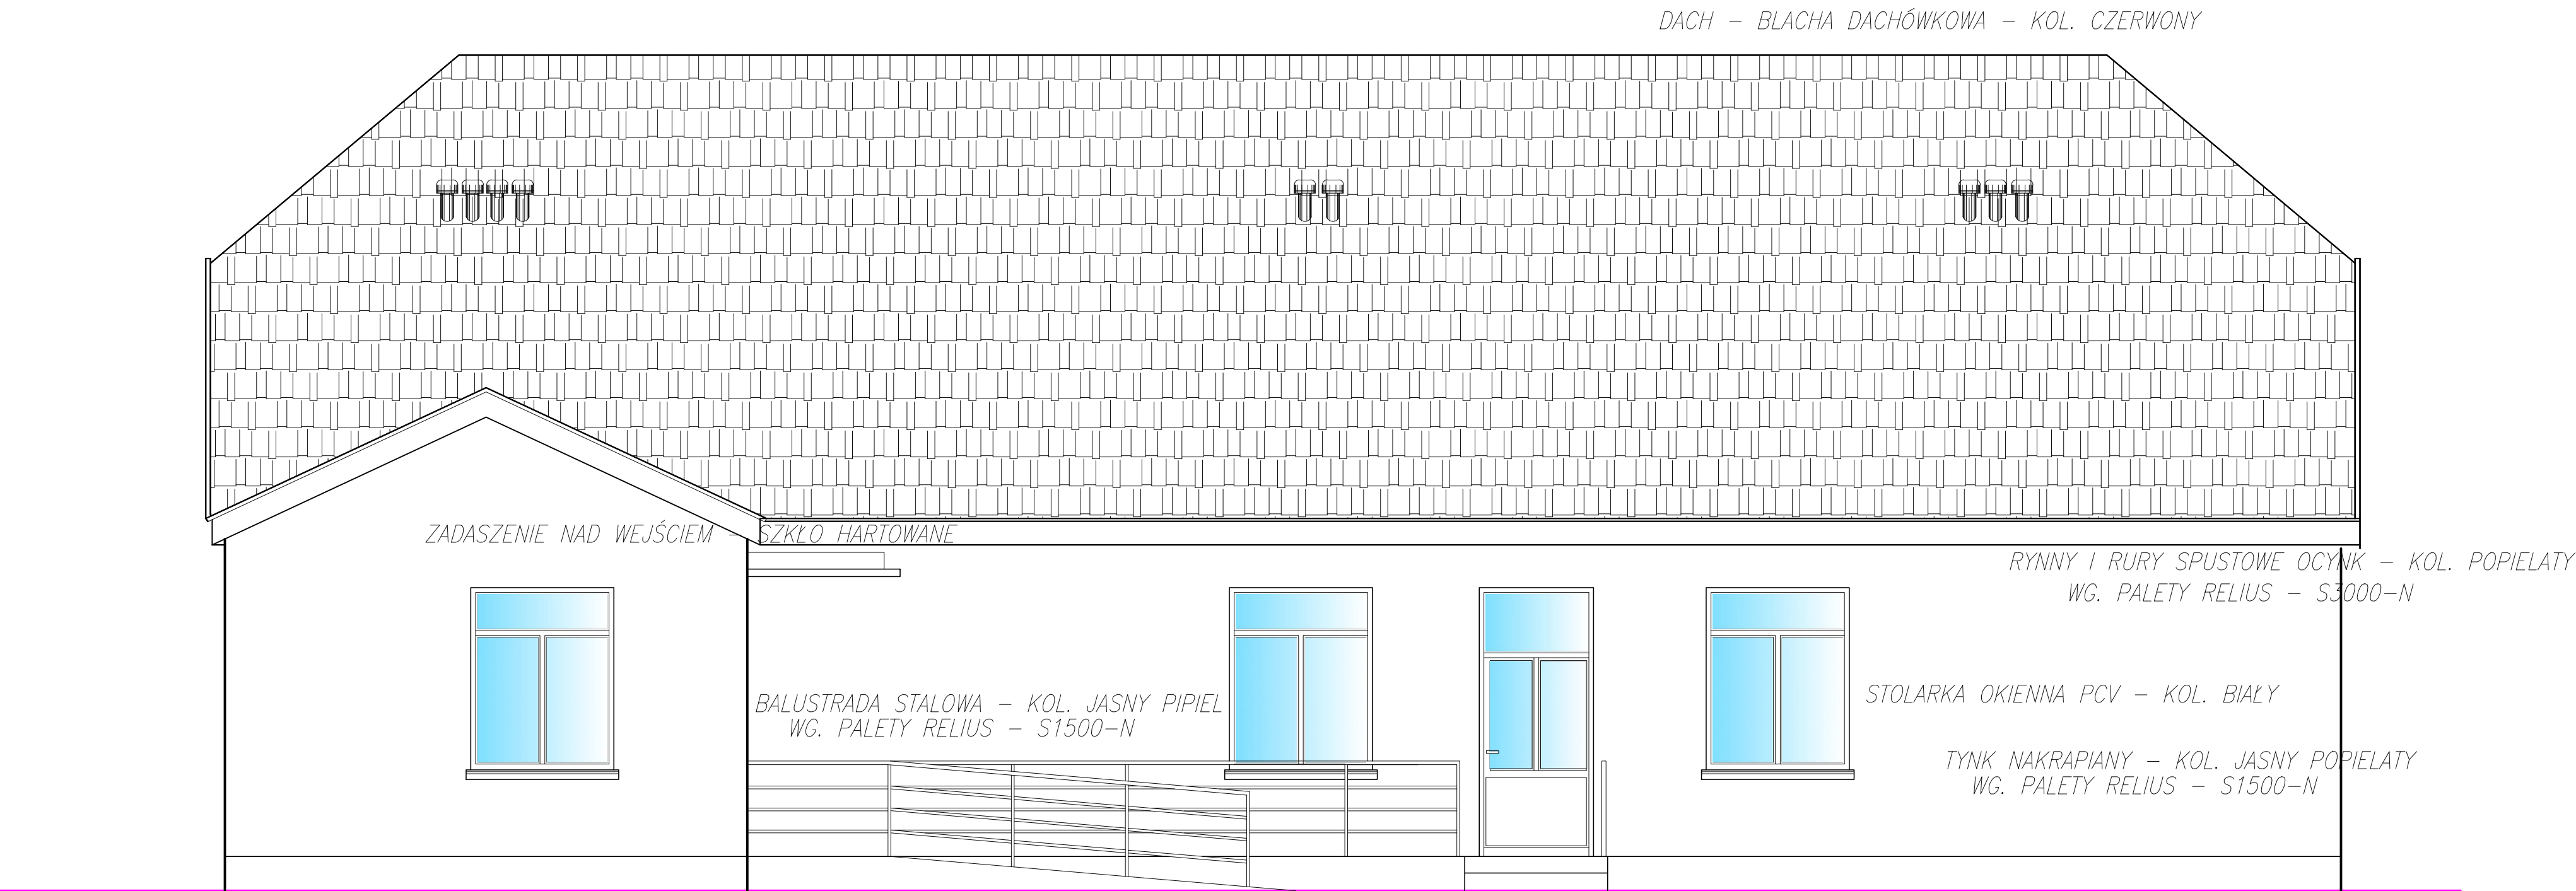 DACH - BLACHA DACHÓWKOWA - KOL. CZERWONY
ZADASZENIE NAD WEJŚCIEM - SZKŁO HARTOWANE
RYNNY I RURY SPUSTOWE OCYNK - KOL. POPIELATY
WG. PALETY RELIUS - S3000-N
BALUSTRADA STALOWA - KOL. JASNY PIPIEL
WG. PALETY RELIUS - S1500-N
STOLARKA OKIENNA PCV - KOL. BIAŁY
TYNK NAKRAPIANY - KOL. JASNY POPIELATY
WG. PALETY RELIUS - S1500-N